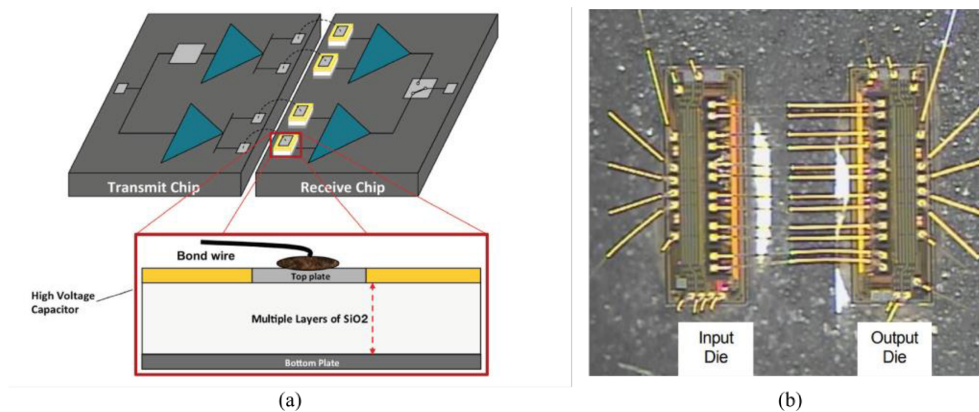 Transmit Chip
Receive Chip
Bond wire
Top plate
High Voltage
Capacitor
Multiple Layers of SiO2
Bottom Plate
(a)
Input
Die
Output
Die
(b)